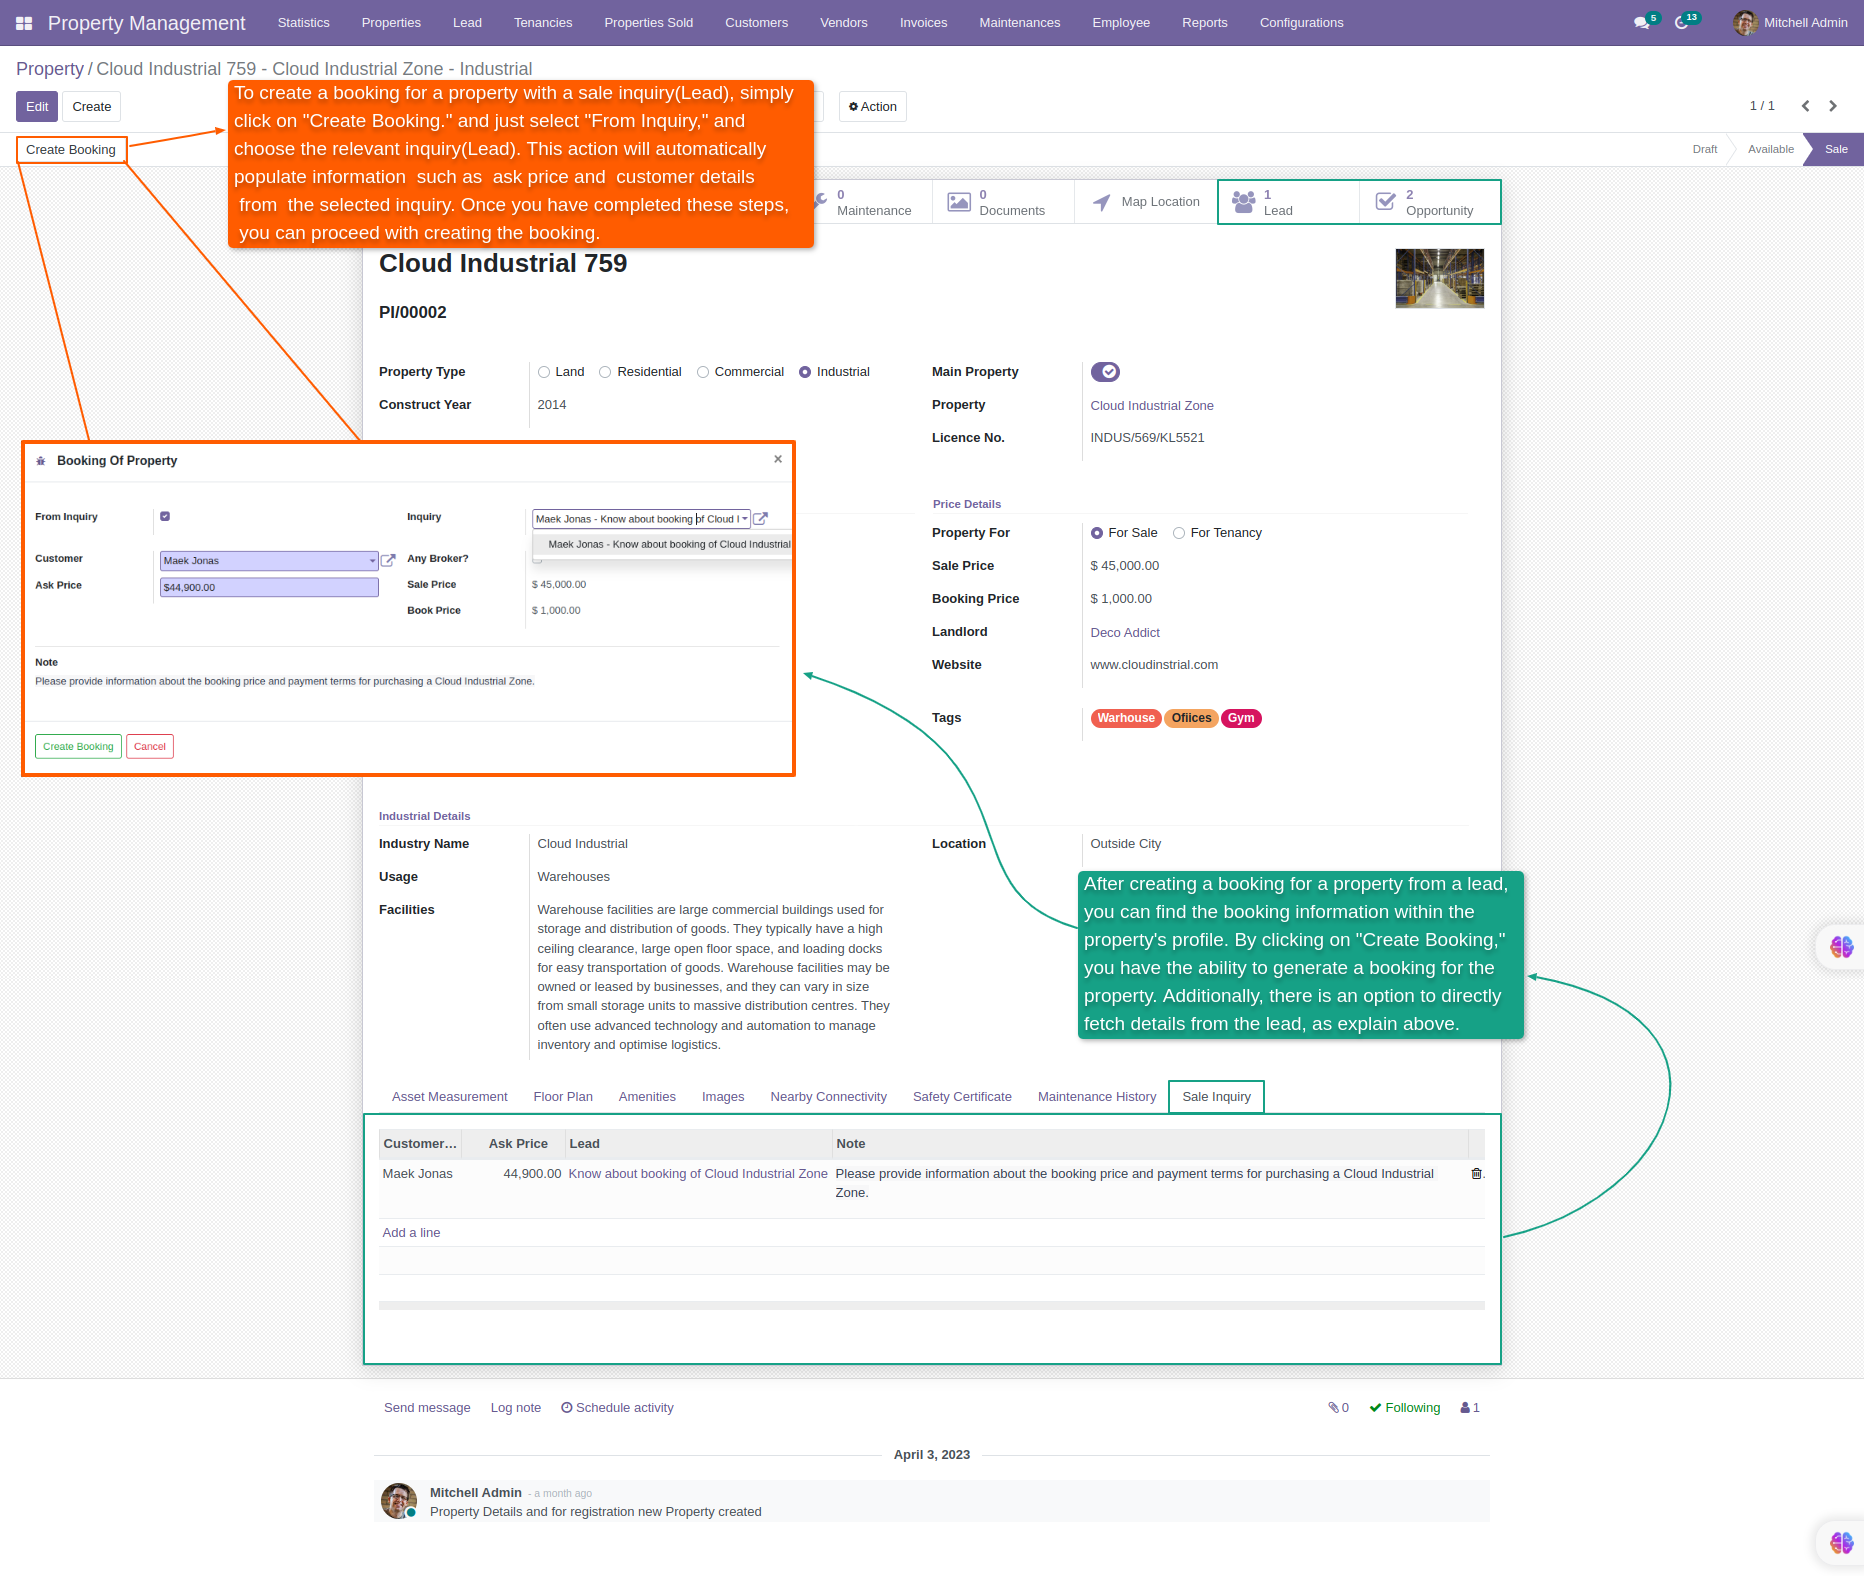 Property Management Statistics Properties Lead Tenancies Properties Sold Customers Vendors Invoices Maintenances Employee Reports Configurations 5 13 Mitchell Admin
Property / Cloud Industrial 759 - Cloud Industrial Zone - Industrial
Edit Create Action 1 / 1
Create Booking Draft Available Sale
To create a booking for a property with a sale inquiry(Lead), simply
click on "Create Booking." and just select "From Inquiry," and
choose the relevant inquiry(Lead). This action will automatically
populate information such as ask price and customer details
from the selected inquiry. Once you have completed these steps,
you can proceed with creating the booking.
0 Maintenance
0 Documents
Map Location
1 Lead
2 Opportunity
Cloud Industrial 759
PI/00002
Property Type Land Residential Commercial Industrial
Construct Year 2014
Main Property
Property Cloud Industrial Zone
Licence No. INDUS/569/KL5521
Booking Of Property ×
From Inquiry
Inquiry Maek Jonas - Know about booking of Cloud I
Maek Jonas - Know about booking of Cloud Industrial
Customer Maek Jonas
Any Broker?
Ask Price $44,900.00
Sale Price $ 45,000.00
Book Price $ 1,000.00
Note
Please provide information about the booking price and payment terms for purchasing a Cloud Industrial Zone.
Create Booking Cancel
Price Details
Property For For Sale For Tenancy
Sale Price $ 45,000.00
Booking Price $ 1,000.00
Landlord Deco Addict
Website www.cloudinstrial.com
Tags Warhouse Ofiices Gym
Industrial Details
Industry Name Cloud Industrial
Location Outside City
Usage Warehouses
Facilities Warehouse facilities are large commercial buildings used for
storage and distribution of goods. They typically have a high
ceiling clearance, large open floor space, and loading docks
for easy transportation of goods. Warehouse facilities may be
owned or leased by businesses, and they can vary in size
from small storage units to massive distribution centres. They
often use advanced technology and automation to manage
inventory and optimise logistics.
After creating a booking for a property from a lead,
you can find the booking information within the
property's profile. By clicking on "Create Booking,"
you have the ability to generate a booking for the
property. Additionally, there is an option to directly
fetch details from the lead, as explain above.
Asset Measurement Floor Plan Amenities Images Nearby Connectivity Safety Certificate Maintenance History Sale Inquiry
Customer... Ask Price Lead Note
Maek Jonas 44,900.00 Know about booking of Cloud Industrial Zone Please provide information about the booking price and payment terms for purchasing a Cloud Industrial
Zone.
Add a line
Send message Log note Schedule activity 0 Following 1
April 3, 2023
Mitchell Admin - a month ago
Property Details and for registration new Property created